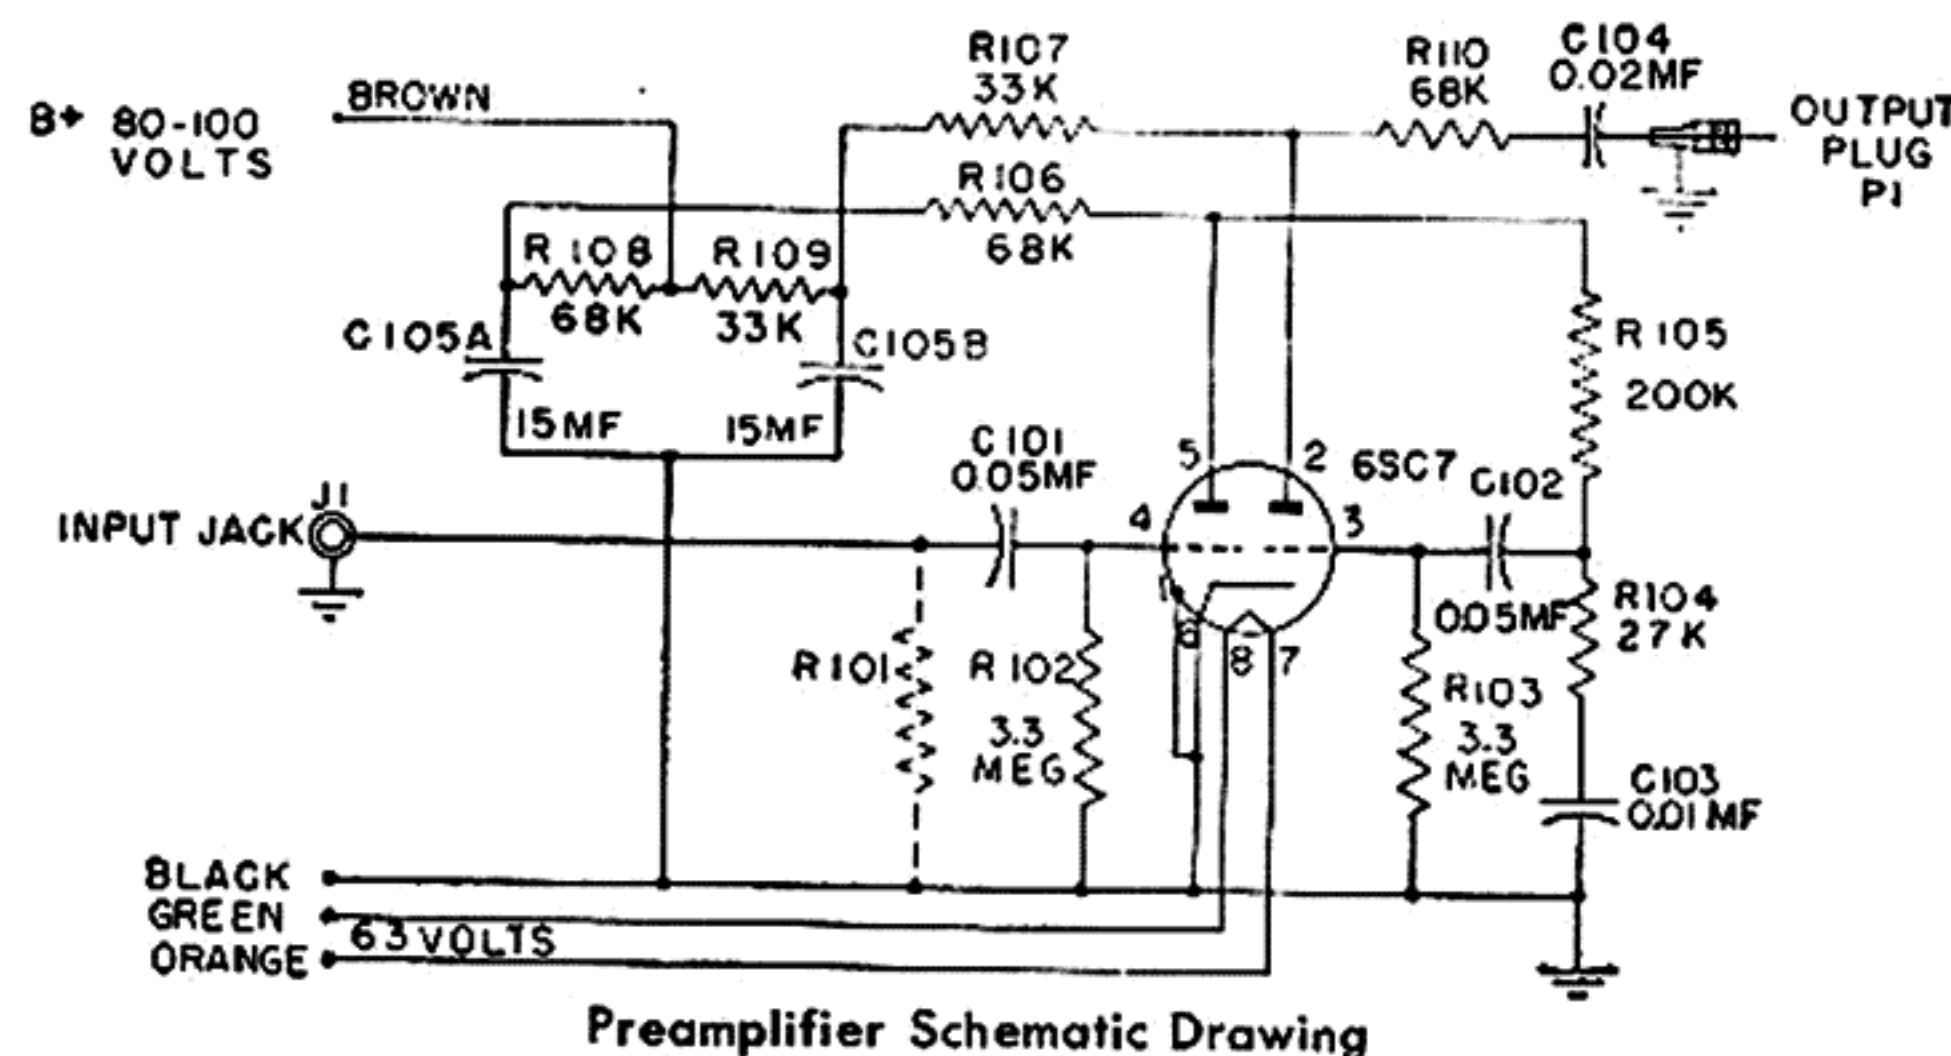 B+ 80-100
VOLTS
BROWN
R107
33K
R110
68K
C104
0.02MF
OUTPUT
PLUG
P1
R106
68K
R108
68K
R109
33K
C105A
15MF
C105B
15MF
R105
200K
C101
0.05MF
5
2
6SC7
C102
0.05MF
4
3
J1
INPUT JACK
R104
27K
R101
R102
3.3
MEG
1
6
8
7
R103
3.3
MEG
C103
0.01MF
BLACK
GREEN
63 VOLTS
ORANGE
Preamplifier Schematic Drawing